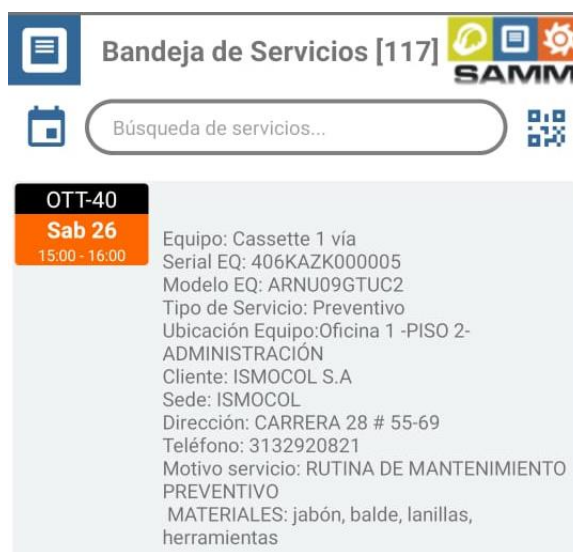 Bandeja de Servicios [117]
SAMM
Búsqueda de servicios...
OTT-40
Sab 26
15:00 - 16:00
Equipo: Cassette 1 vía
Serial EQ: 406KAZK000005
Modelo EQ: ARNU09GTUC2
Tipo de Servicio: Preventivo
Ubicación Equipo:Oficina 1 -PISO 2-
ADMINISTRACIÓN
Cliente: ISMOCOL S.A
Sede: ISMOCOL
Dirección: CARRERA 28 # 55-69
Teléfono: 3132920821
Motivo servicio: RUTINA DE MANTENIMIENTO
PREVENTIVO
MATERIALES: jabón, balde, lanillas,
herramientas